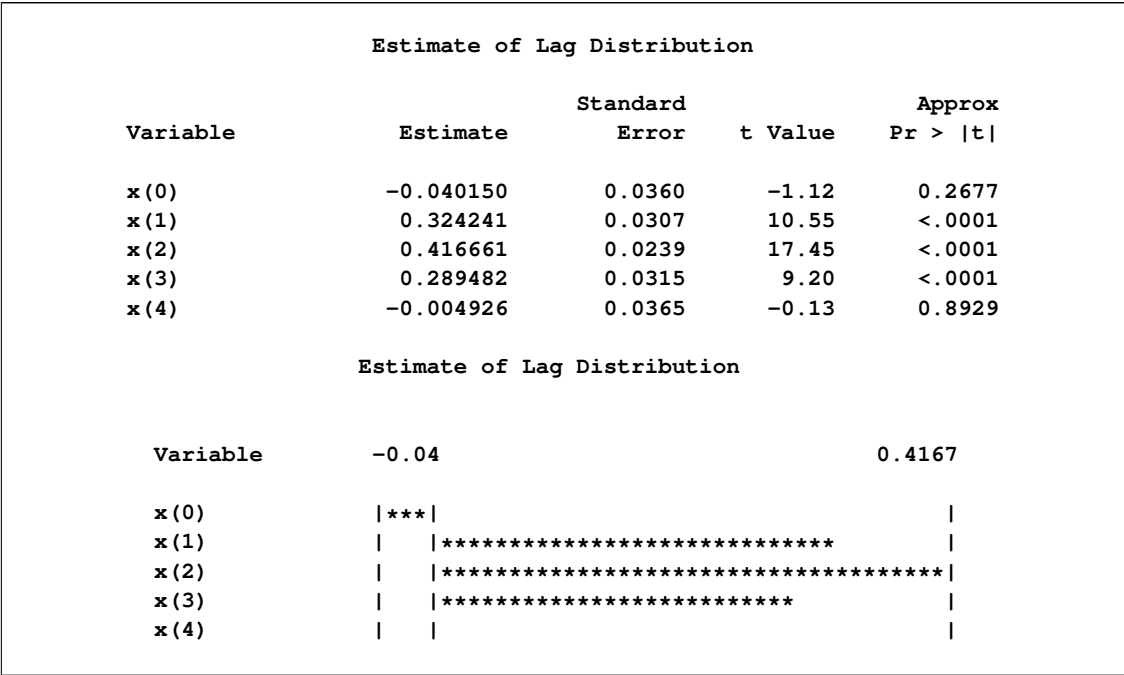 Estimate of Lag Distribution
Standard Approx
Variable Estimate Error t Value Pr > |t|
x(0) -0.040150 0.0360 -1.12 0.2677
x(1) 0.324241 0.0307 10.55 <.0001
x(2) 0.416661 0.0239 17.45 <.0001
x(3) 0.289482 0.0315 9.20 <.0001
x(4) -0.004926 0.0365 -0.13 0.8929
Estimate of Lag Distribution
Variable -0.04 0.4167
x(0) |***| |
x(1) | |***************************** |
x(2) | |*************************************|
x(3) | |************************** |
x(4) | | |